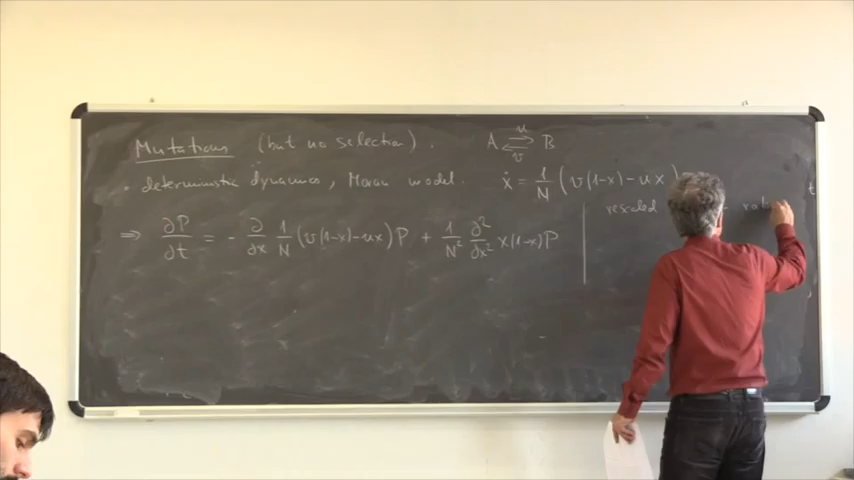 Mutations (but no selection). A ⇌ B
u
v
• deterministic dynamics, Moran model. ẋ = 1/N (v(1-x) - ux)
rescaled
⇒ ∂P/∂t = - ∂/∂x 1/N (v(1-x)-ux)P + 1/N² ∂²/∂x² x(1-x)P